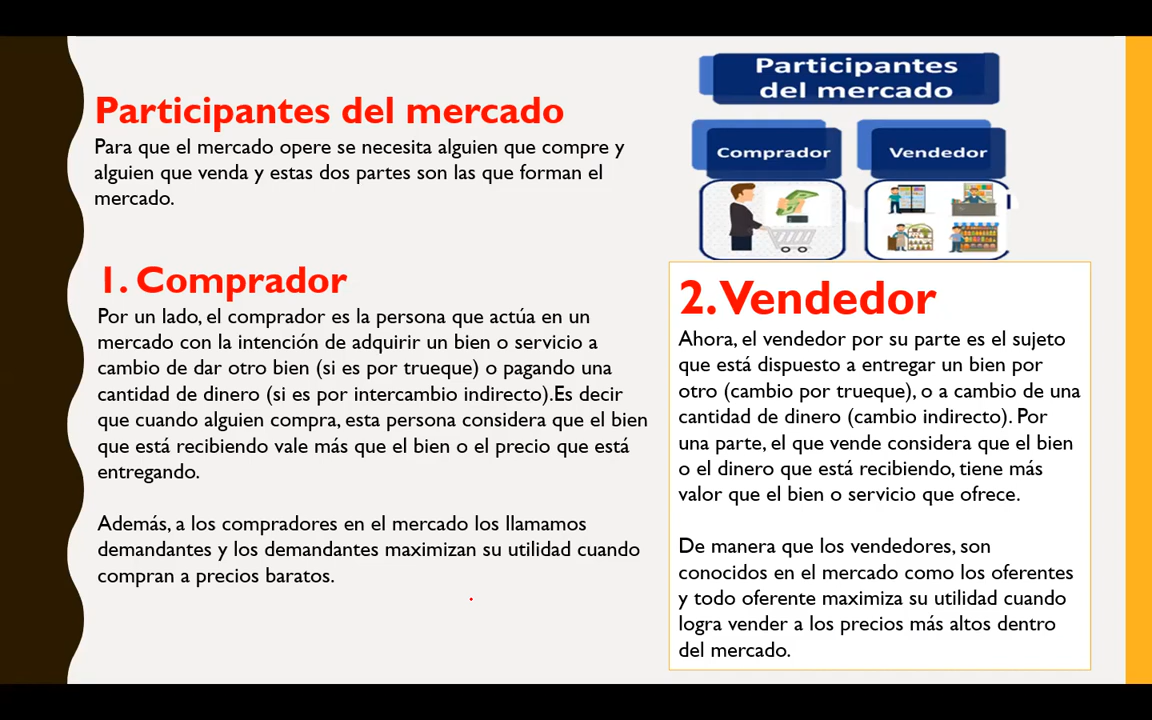 Participantes del mercado
Para que el mercado opere se necesita alguien que compre y
alguien que venda y estas dos partes son las que forman el
mercado.
Participantes
del mercado
Comprador
Vendedor
1. Comprador
Por un lado, el comprador es la persona que actúa en un
mercado con la intención de adquirir un bien o servicio a
cambio de dar otro bien (si es por trueque) o pagando una
cantidad de dinero (si es por intercambio indirecto).Es decir
que cuando alguien compra, esta persona considera que el bien
que está recibiendo vale más que el bien o el precio que está
entregando.
Además, a los compradores en el mercado los llamamos
demandantes y los demandantes maximizan su utilidad cuando
compran a precios baratos.
2. Vendedor
Ahora, el vendedor por su parte es el sujeto
que está dispuesto a entregar un bien por
otro (cambio por trueque), o a cambio de una
cantidad de dinero (cambio indirecto). Por
una parte, el que vende considera que el bien
o el dinero que está recibiendo, tiene más
valor que el bien o servicio que ofrece.
De manera que los vendedores, son
conocidos en el mercado como los oferentes
y todo oferente maximiza su utilidad cuando
logra vender a los precios más altos dentro
del mercado.